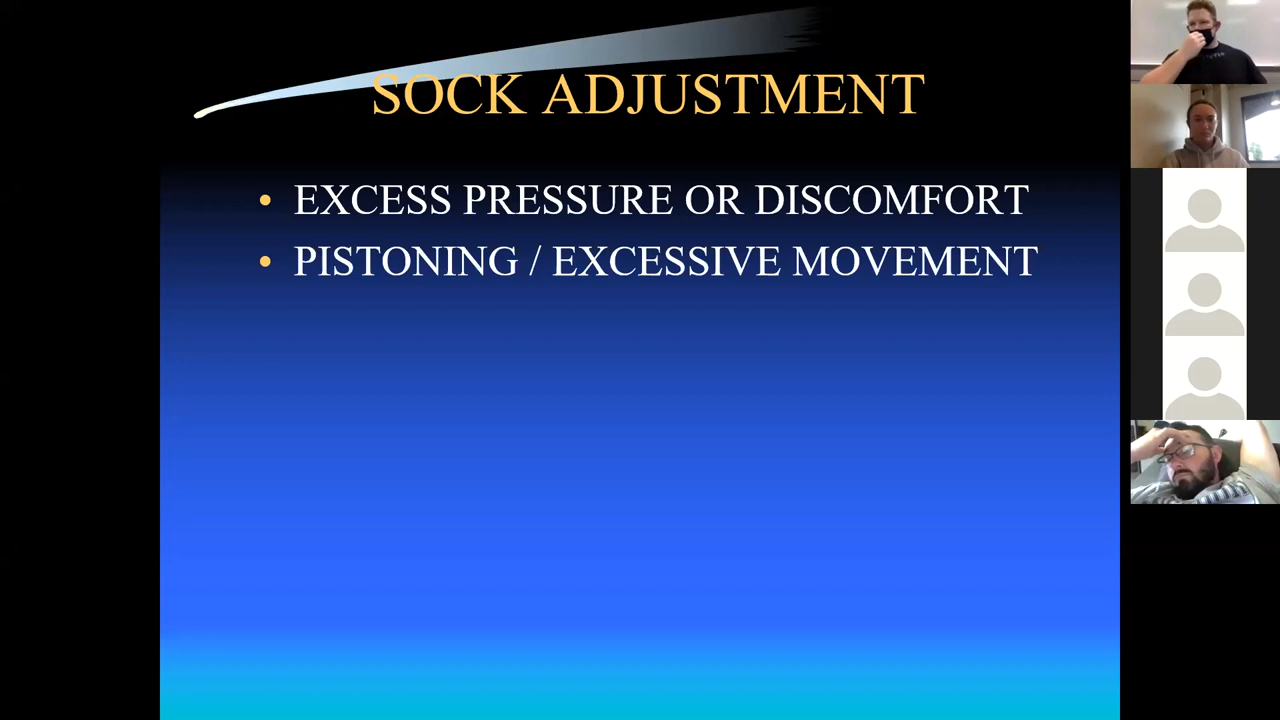 SOCK ADJUSTMENT
• EXCESS PRESSURE OR DISCOMFORT
• PISTONING / EXCESSIVE MOVEMENT